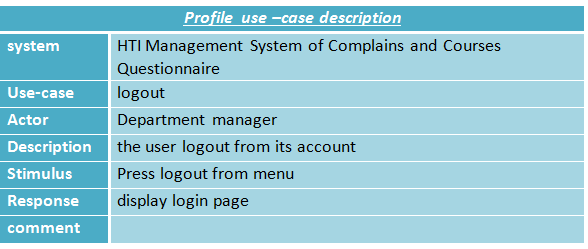 Profile use –case description
system HTI Management System of Complains and Courses
Questionnaire
Use-case logout
Actor Department manager
Description the user logout from its account
Stimulus Press logout from menu
Response display login page
comment